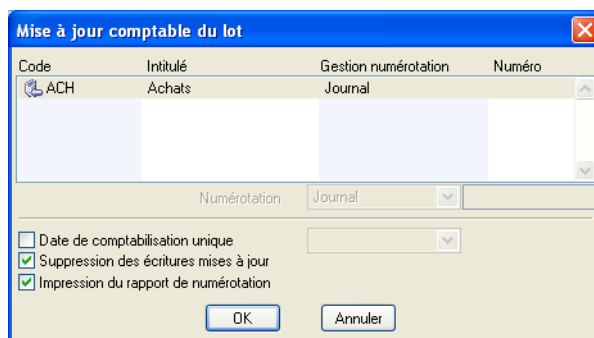 Mise à jour comptable du lot
Code Intitulé Gestion numérotation Numéro
ACH Achats Journal
Numérotation Journal
Date de comptabilisation unique
Suppression des écritures mises à jour
Impression du rapport de numérotation
OK Annuler